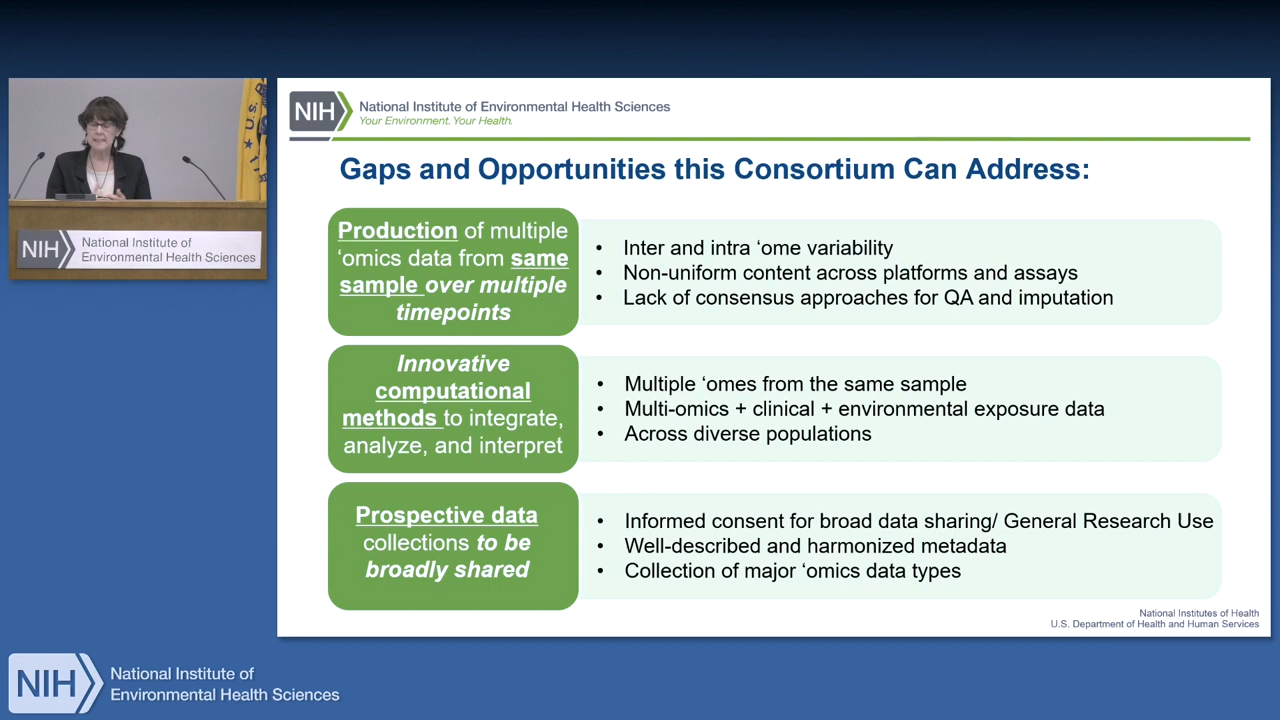 U.S.
NIH
National Institute of
Environmental Health Sciences
NIH
National Institute of Environmental Health Sciences
Your Environment. Your Health.
Gaps and Opportunities this Consortium Can Address:
Production of multiple
‘omics data from same
sample over multiple
timepoints
• Inter and intra ‘ome variability
• Non-uniform content across platforms and assays
• Lack of consensus approaches for QA and imputation
Innovative
computational
methods to integrate,
analyze, and interpret
• Multiple ‘omes from the same sample
• Multi-omics + clinical + environmental exposure data
• Across diverse populations
Prospective data
collections to be
broadly shared
• Informed consent for broad data sharing/ General Research Use
• Well-described and harmonized metadata
• Collection of major ‘omics data types
National Institutes of Health
U.S. Department of Health and Human Services
NIH
National Institute of
Environmental Health Sciences